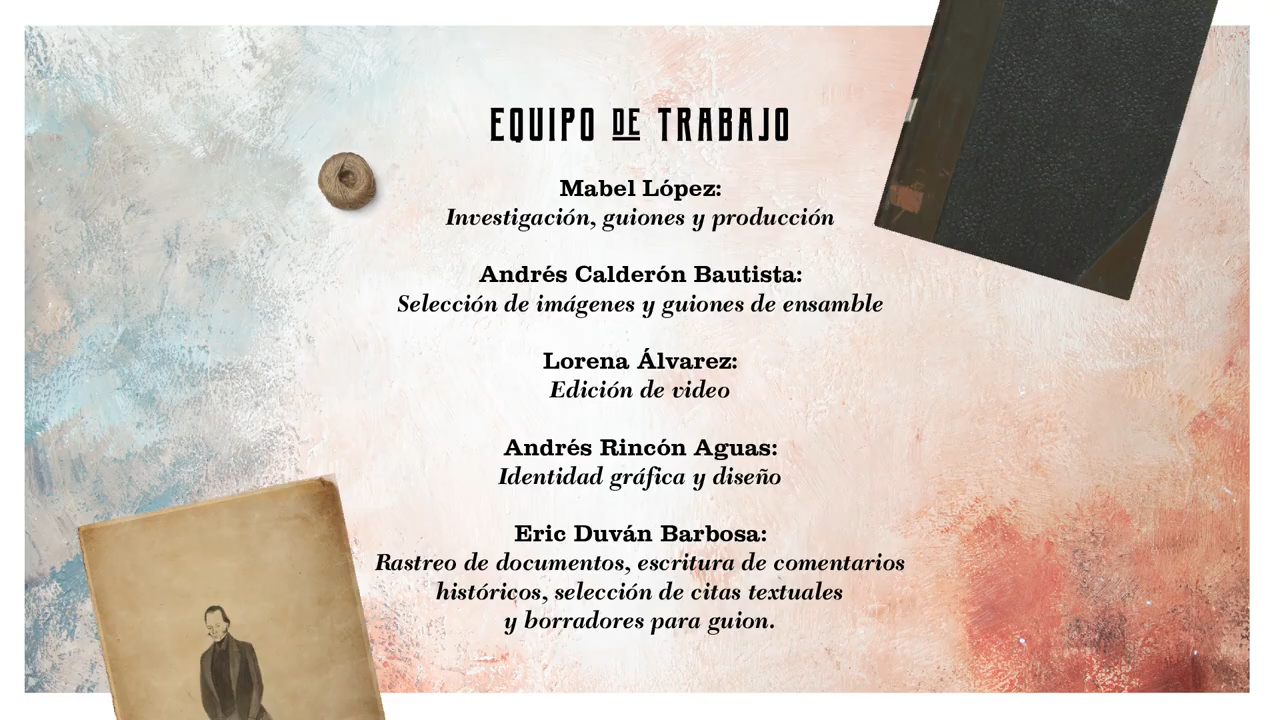 EQUIPO DE TRABAJO
Mabel López:
Investigación, guiones y producción
Andrés Calderón Bautista:
Selección de imágenes y guiones de ensamble
Lorena Álvarez:
Edición de video
Andrés Rincón Aguas:
Identidad gráfica y diseño
Eric Duván Barbosa:
Rastreo de documentos, escritura de comentarios
históricos, selección de citas textuales
y borradores para guion.